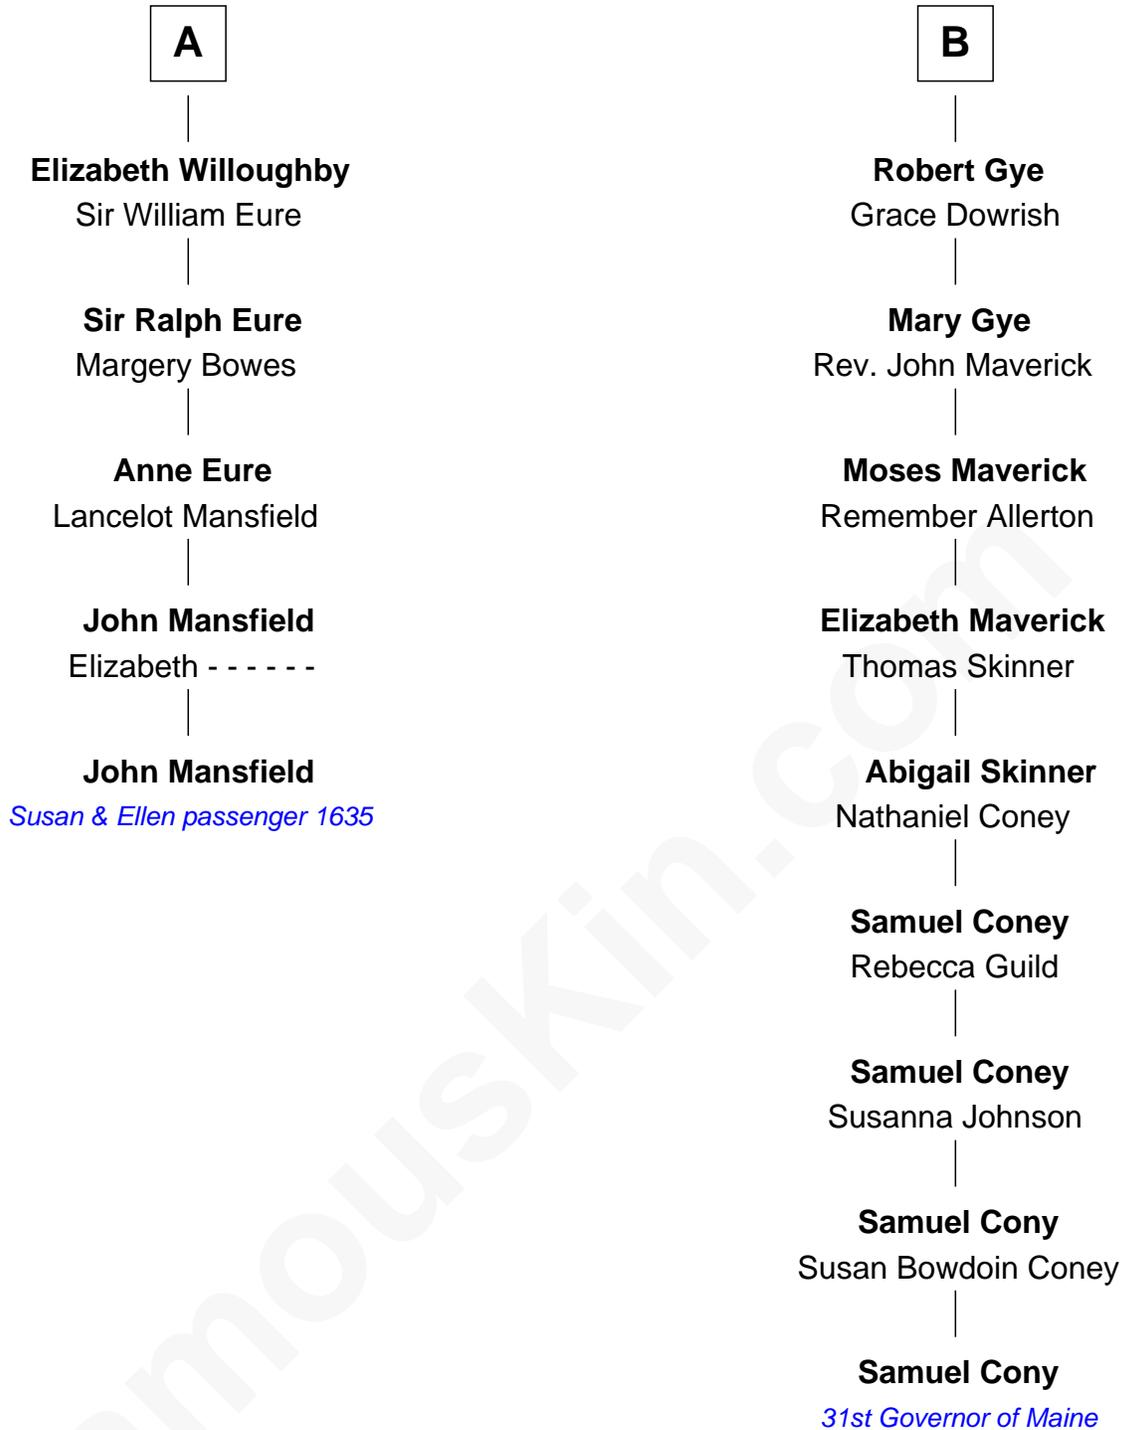 A
Elizabeth Willoughby
Sir William Eure
Sir Ralph Eure
Margery Bowes
Anne Eure
Lancelot Mansfield
John Mansfield
Elizabeth - - - - - -
John Mansfield
Susan & Ellen passenger 1635
B
Robert Gye
Grace Dowrish
Mary Gye
Rev. John Maverick
Moses Maverick
Remember Allerton
Elizabeth Maverick
Thomas Skinner
Abigail Skinner
Nathaniel Coney
Samuel Coney
Rebecca Guild
Samuel Coney
Susanna Johnson
Samuel Cony
Susan Bowdoin Coney
Samuel Cony
31st Governor of Maine
amousKin.com